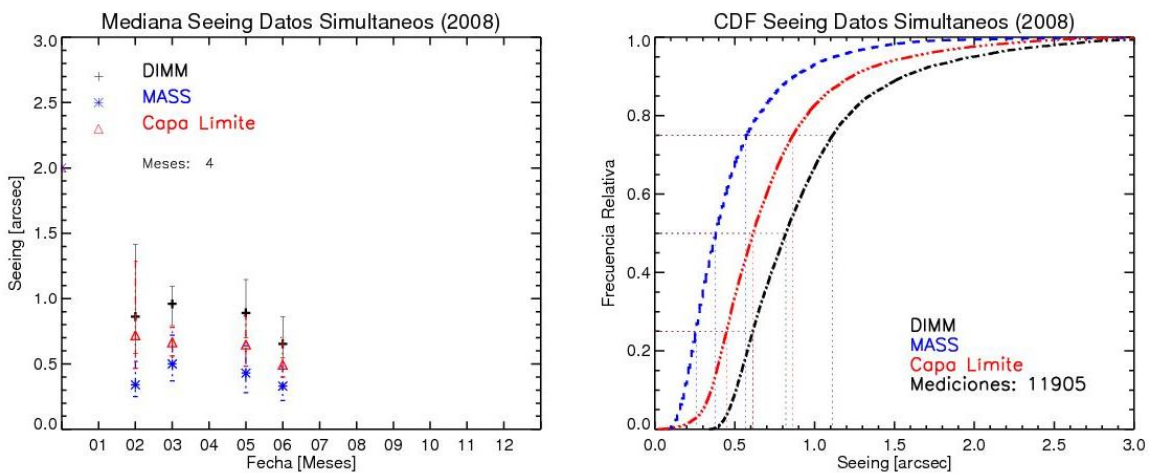 Mediana Seeing Datos Simultaneos (2008)
3.0
2.5
2.0
1.5
1.0
0.5
0.0
Seeing [arcsec]
DIMM
MASS
Capa Limite
Meses: 4
01 02 03 04 05 06 07 08 09 10 11 12
Fecha [Meses]
CDF Seeing Datos Simultaneos (2008)
1.0
0.8
0.6
0.4
0.2
0.0
Frecuencia Relativa
DIMM
MASS
Capa Limite
Mediciones: 11905
0.0 0.5 1.0 1.5 2.0 2.5 3.0
Seeing [arcsec]